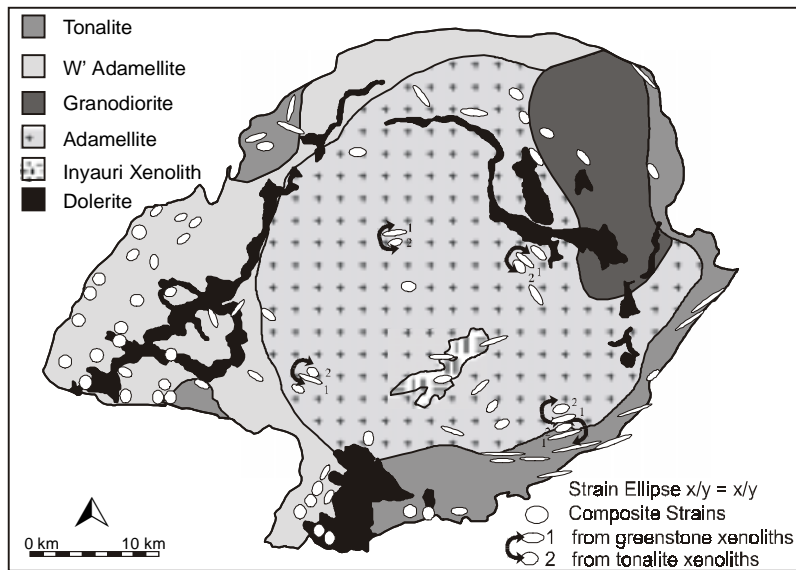 Tonalite
W' Adamellite
Granodiorite
Adamellite
Inyauri Xenolith
Dolerite
1
2
1
2
2
1
2
1
2
1
Strain Ellipse x/y = x/y
Composite Strains
1 from greenstone xenoliths
2 from tonalite xenoliths
0 km 10 km